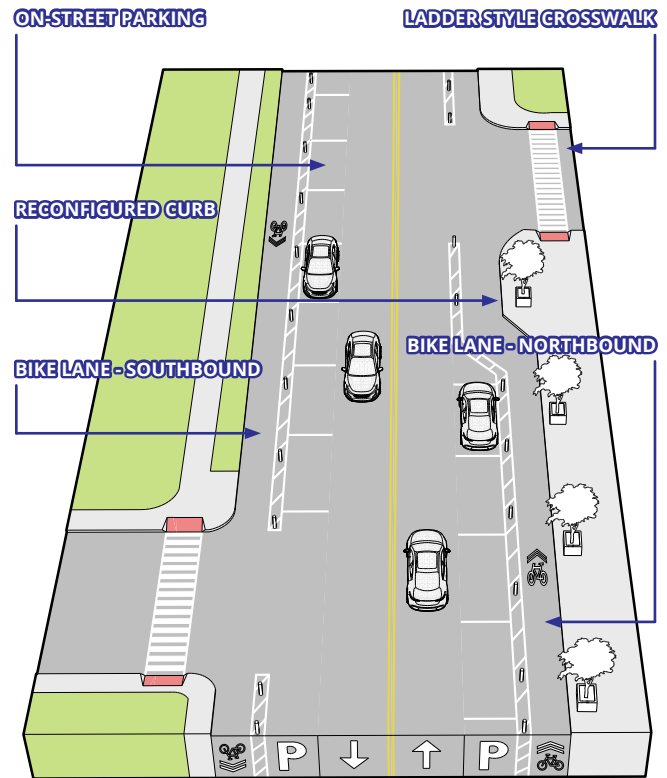 ON-STREET PARKING
LADDER STYLE CROSSWALK
RECONFIGURED CURB
BIKE LANE - NORTHBOUND
BIKE LANE - SOUTHBOUND
P P